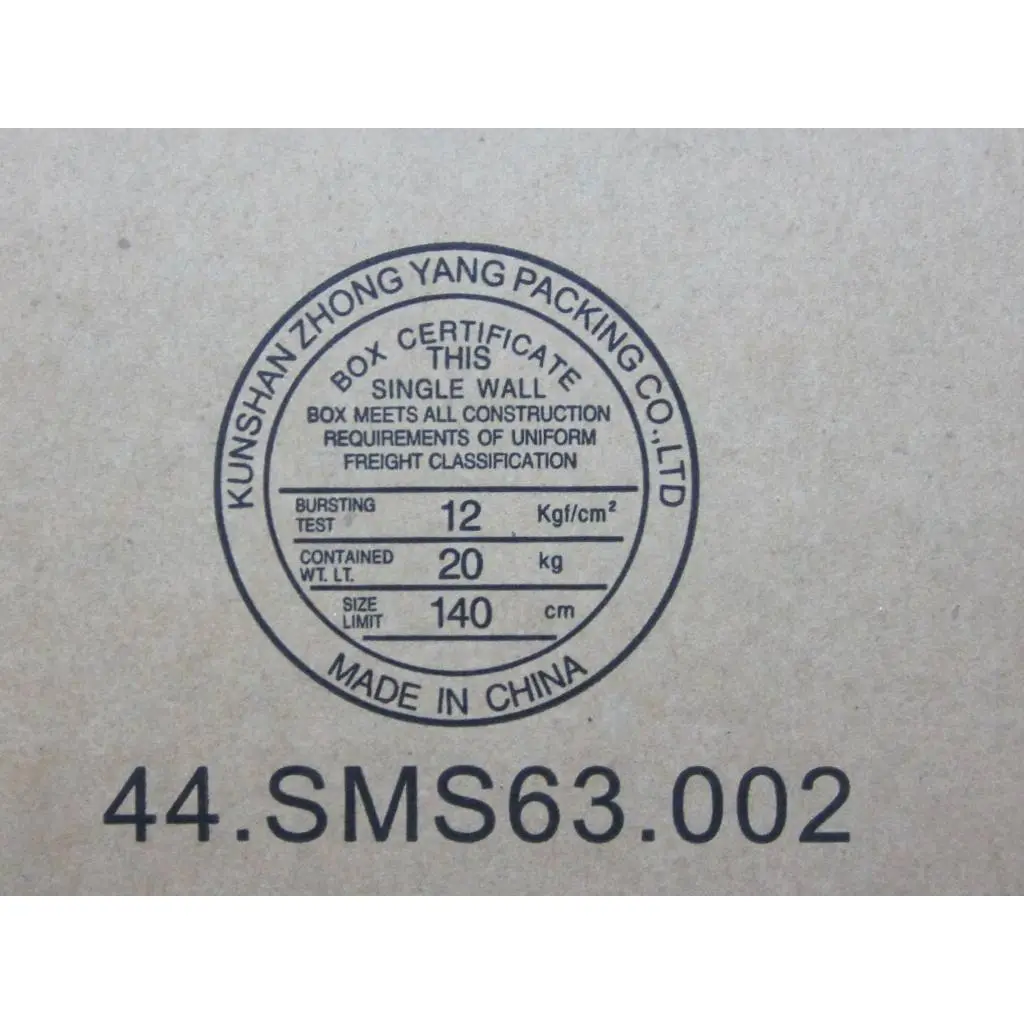 KUNSHAN ZHONG YANG PACKING CO.,LTD
BOX CERTIFICATE
THIS
SINGLE WALL
BOX MEETS ALL CONSTRUCTION
REQUIREMENTS OF UNIFORM
FREIGHT CLASSIFICATION
BURSTING TEST 12 Kgf/cm²
CONTAINED WT. LT. 20 kg
SIZE LIMIT 140 cm
MADE IN CHINA
44.SMS63.002